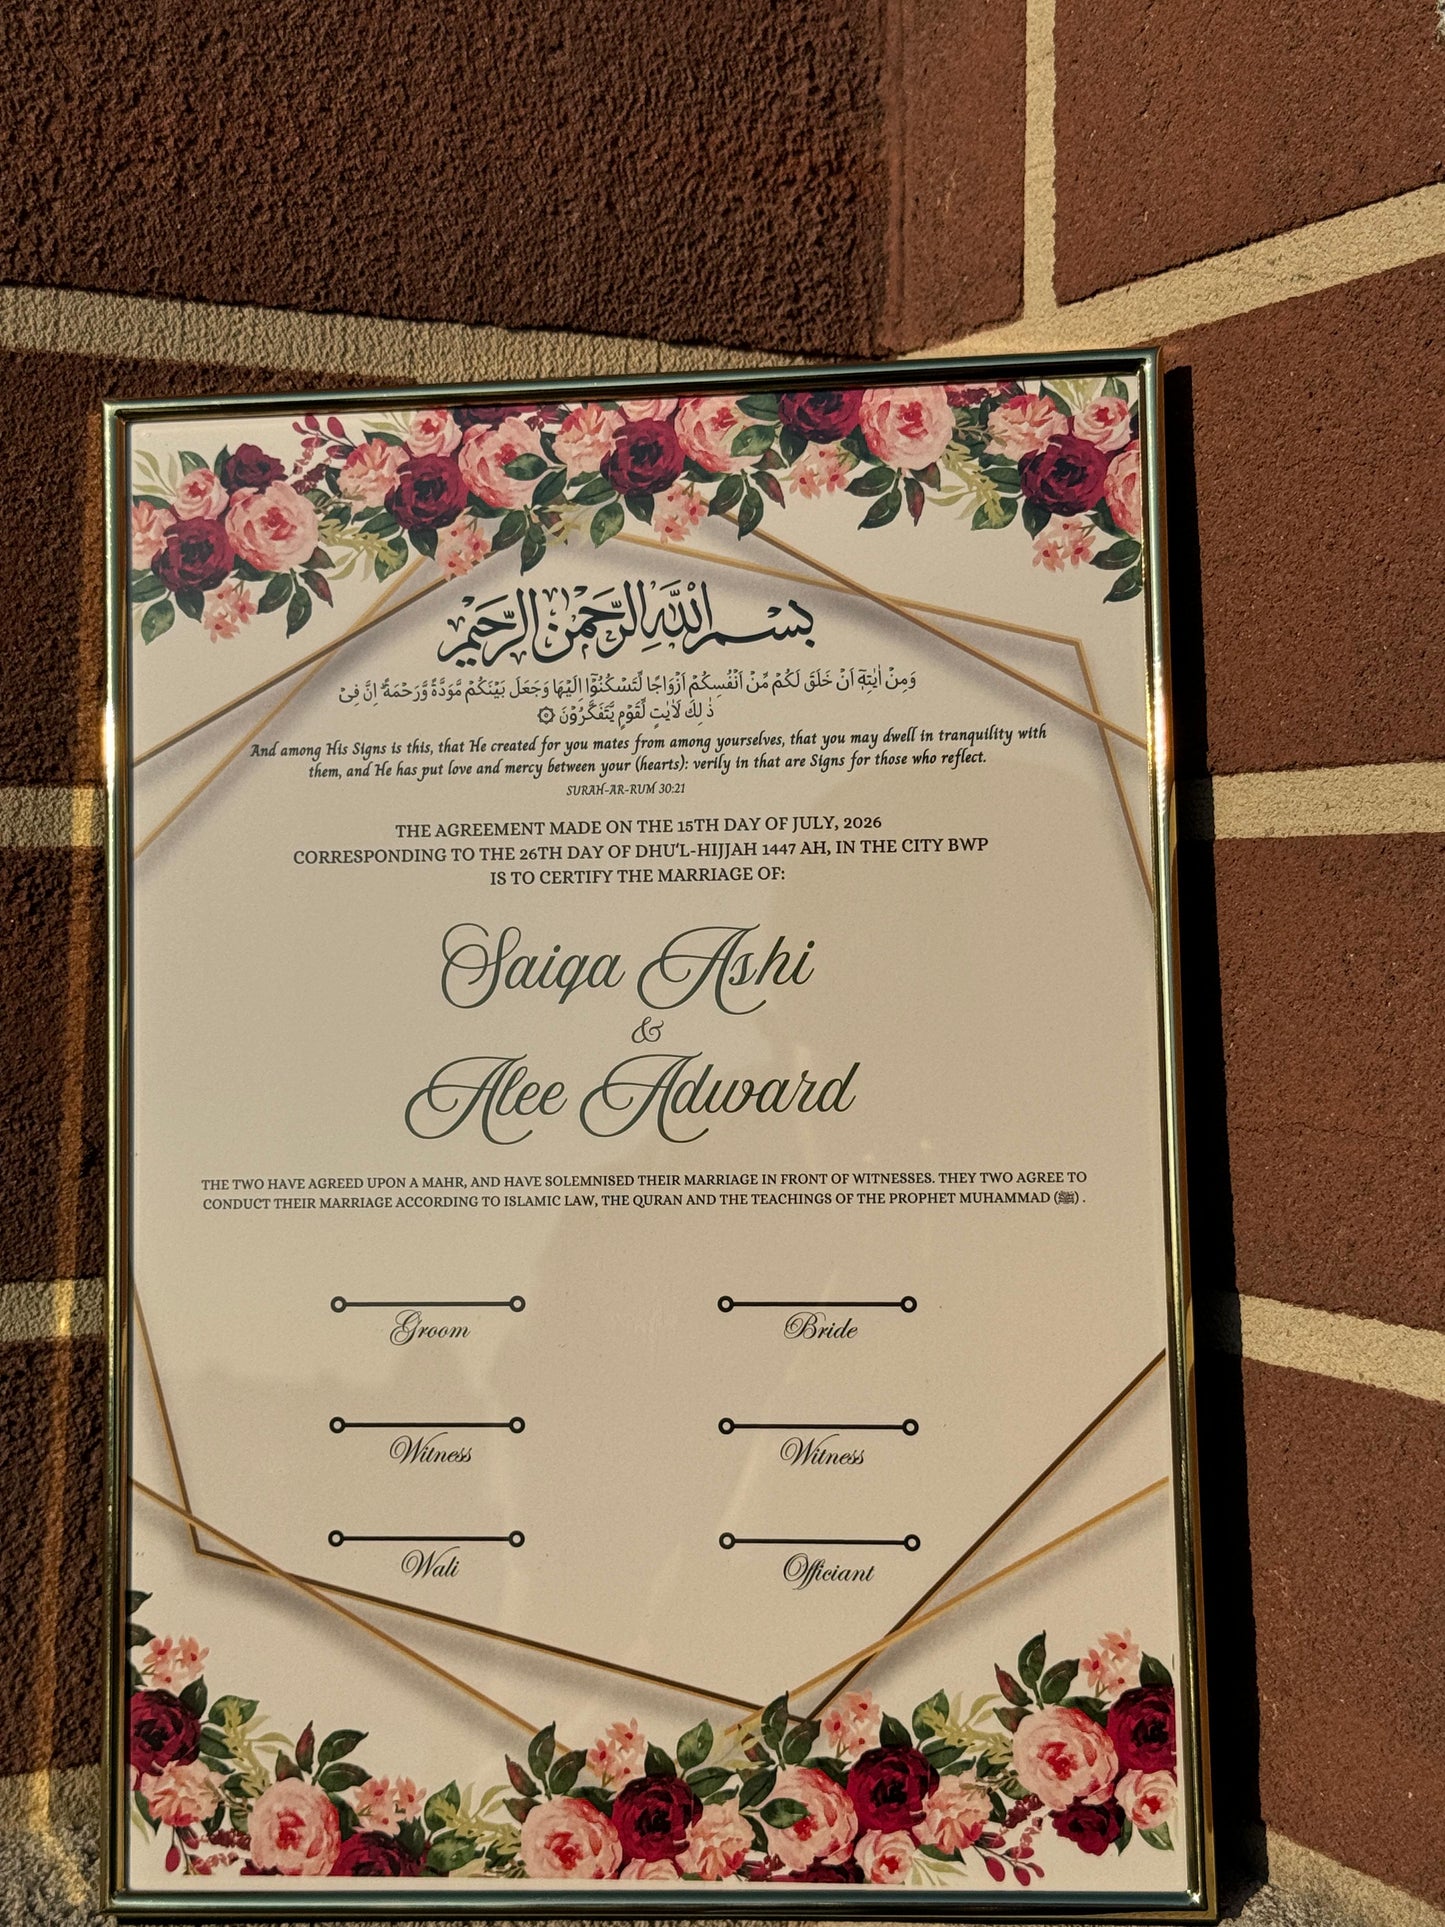 بسم الله الرحمن الرحيم
وَمِنْ اٰيٰتِهٖٓ اَنْ خَلَقَ لَكُمْ مِّنْ اَنْفُسِكُمْ اَزْوَاجًا لِّتَسْكُنُوْٓا اِلَيْهَا وَجَعَلَ بَيْنَكُمْ مَّوَدَّةً وَّرَحْمَةً ؕ اِنَّ فِيْ
ذٰ لِكَ لَاٰيٰتٍ لِّقَوْمٍ يَّتَفَكَّرُوْنَ
And among His Signs is this, that He created for you mates from among yourselves, that you may dwell in tranquility with
them, and He has put love and mercy between your (hearts): verily in that are Signs for those who reflect.
SURAH-AR-RUM 30:21
THE AGREEMENT MADE ON THE 15TH DAY OF JULY, 2026
CORRESPONDING TO THE 26TH DAY OF DHU'L-HIJJAH 1447 AH, IN THE CITY BWP
IS TO CERTIFY THE MARRIAGE OF:
Saiqa Ashi
&
Alee Adward
THE TWO HAVE AGREED UPON A MAHR, AND HAVE SOLEMNISED THEIR MARRIAGE IN FRONT OF WITNESSES. THEY TWO AGREE TO
CONDUCT THEIR MARRIAGE ACCORDING TO ISLAMIC LAW, THE QURAN AND THE TEACHINGS OF THE PROPHET MUHAMMAD (ﷺ) .
Groom Bride
Witness Witness
Wali Officiant